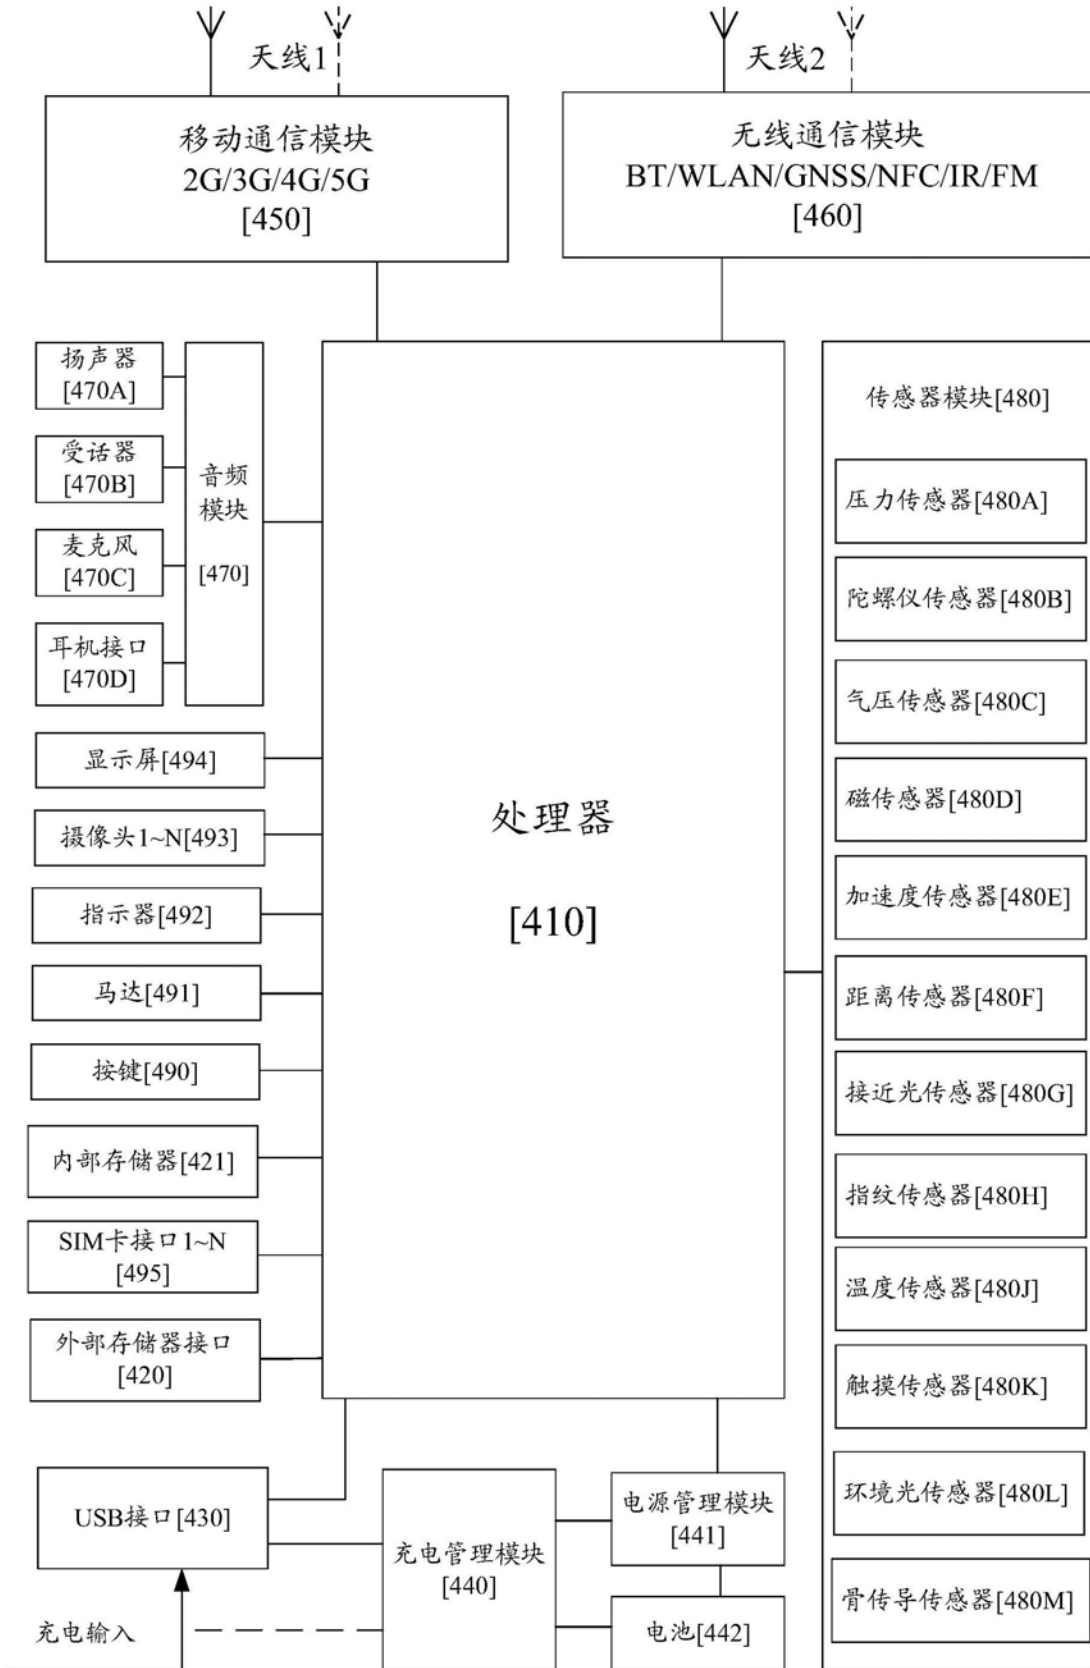 天线1
天线2
移动通信模块
2G/3G/4G/5G
[450]
无线通信模块
BT/WLAN/GNSS/NFC/IR/FM
[460]
扬声器
[470A]
受话器
[470B]
麦克风
[470C]
耳机接口
[470D]
音频
模块
[470]
显示屏[494]
摄像头1~N[493]
指示器[492]
马达[491]
按键[490]
内部存储器[421]
SIM卡接口1~N
[495]
外部存储器接口
[420]
处理器
[410]
传感器模块[480]
压力传感器[480A]
陀螺仪传感器[480B]
气压传感器[480C]
磁传感器[480D]
加速度传感器[480E]
距离传感器[480F]
接近光传感器[480G]
指纹传感器[480H]
温度传感器[480J]
触摸传感器[480K]
环境光传感器[480L]
骨传导传感器[480M]
USB接口[430]
充电管理模块
[440]
电源管理模块
[441]
电池[442]
充电输入